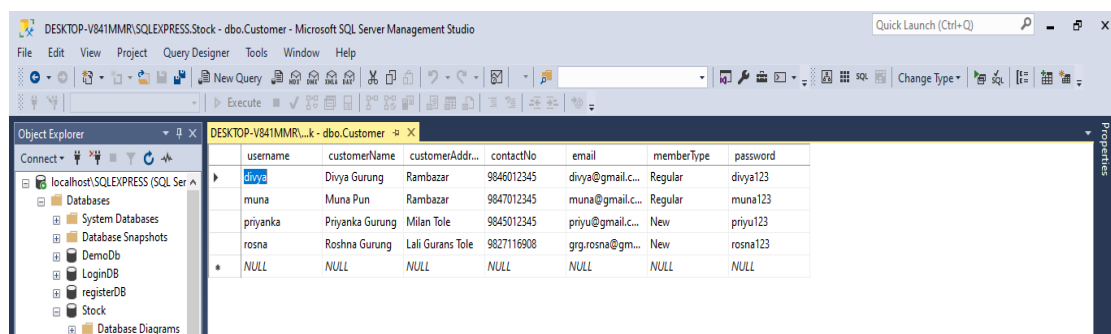 DESKTOP-V841MMR\SQLEXPRESS.Stock - dbo.Customer - Microsoft SQL Server Management Studio
Quick Launch (Ctrl+Q)
File Edit View Project Query Designer Tools Window Help
New Query MDX DMX XMLA DAX
SQL Change Type
Execute
Object Explorer
DESKTOP-V841MMR\...k - dbo.Customer
Properties
Connect
username customerName customerAddr... contactNo email memberType password
divya Divya Gurung Rambazar 9846012345 divya@gmail.c... Regular divya123
muna Muna Pun Rambazar 9847012345 muna@gmail.c... Regular muna123
priyanka Priyanka Gurung Milan Tole 9845012345 priyu@gmail.c... New priyu123
rosna Roshna Gurung Lali Gurans Tole 9827116908 grg.rosna@gm... New rosna123
NULL NULL NULL NULL NULL NULL NULL
localhost\SQLEXPRESS (SQL Ser
Databases
System Databases
Database Snapshots
DemoDb
LoginDB
registerDB
Stock
Database Diagrams